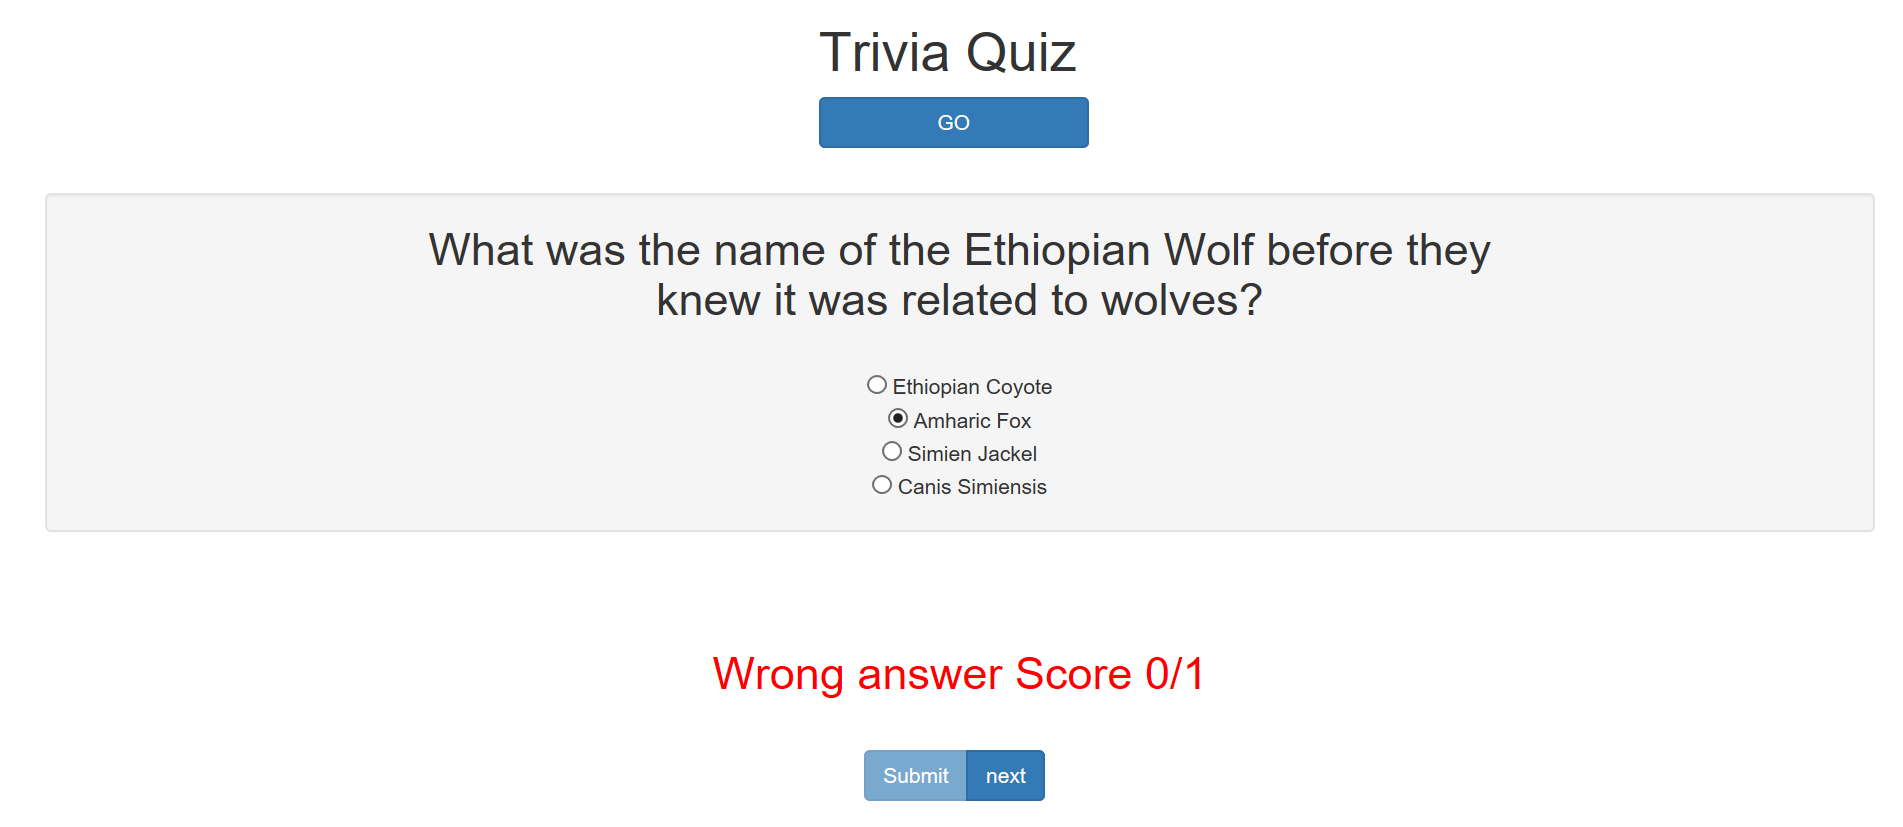 Trivia Quiz
GO
What was the name of the Ethiopian Wolf before they
knew it was related to wolves?
Ethiopian Coyote
Amharic Fox
Simien Jackel
Canis Simiensis
Wrong answer Score 0/1
Submit next